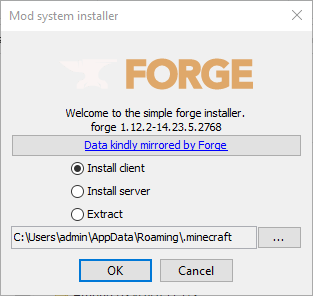 Mod system installer
FORGE
Welcome to the simple forge installer.
forge 1.12.2-14.23.5.2768
Data kindly mirrored by Forge
Install client
Install server
Extract
C:\Users\admin\AppData\Roaming\.minecraft
...
OK
Cancel